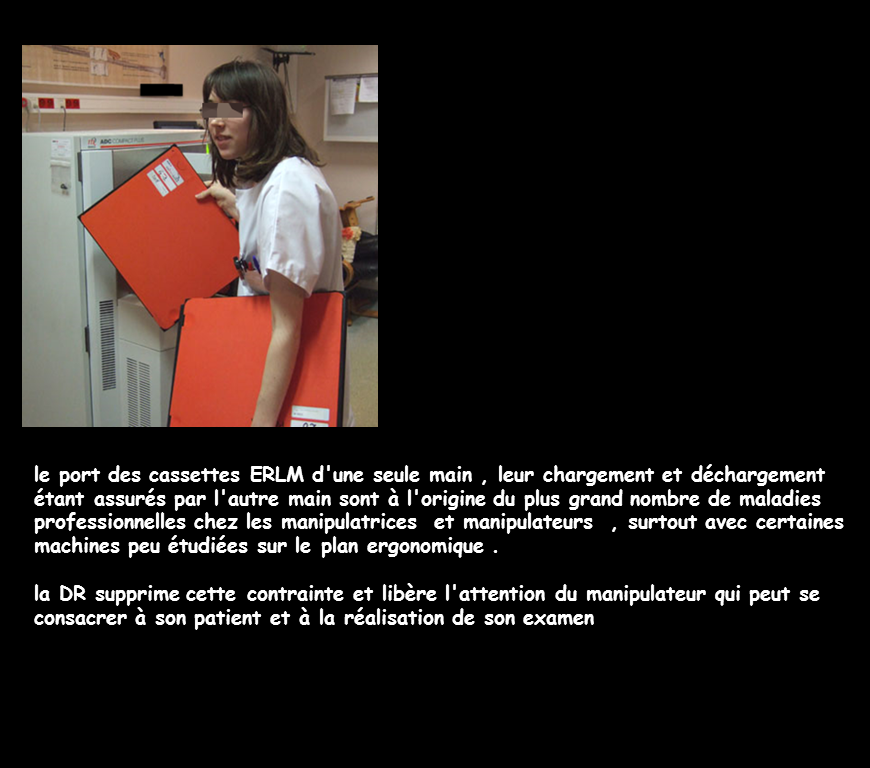 ADC COMPACT PLUS
le port des cassettes ERLM d'une seule main , leur chargement et déchargement
étant assurés par l'autre main sont à l'origine du plus grand nombre de maladies
professionnelles chez les manipulatrices et manipulateurs , surtout avec certaines
machines peu étudiées sur le plan ergonomique .
la DR supprime cette contrainte et libère l'attention du manipulateur qui peut se
consacrer à son patient et à la réalisation de son examen